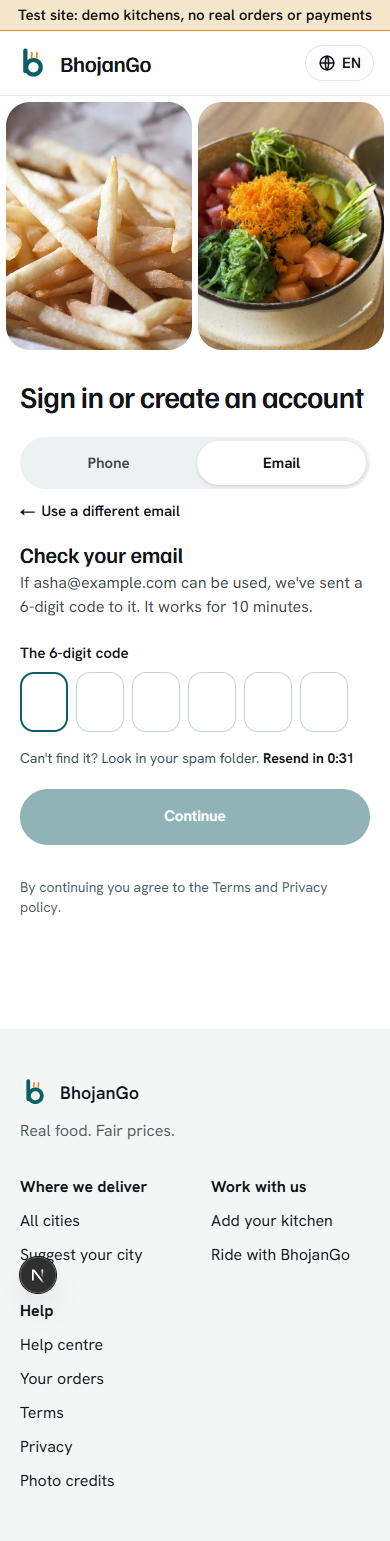 Test site: demo kitchens, no real orders or payments
BhojanGo
EN
Sign in or create an account
Phone
Email
← Use a different email
Check your email
If asha@example.com can be used, we've sent a
6-digit code to it. It works for 10 minutes.
The 6-digit code
Can't find it? Look in your spam folder. Resend in 0:31
Continue
By continuing you agree to the Terms and Privacy
policy.
BhojanGo
Real food. Fair prices.
Where we deliver
All cities
Suggest your city
Work with us
Add your kitchen
Ride with BhojanGo
N
Help
Help centre
Your orders
Terms
Privacy
Photo credits